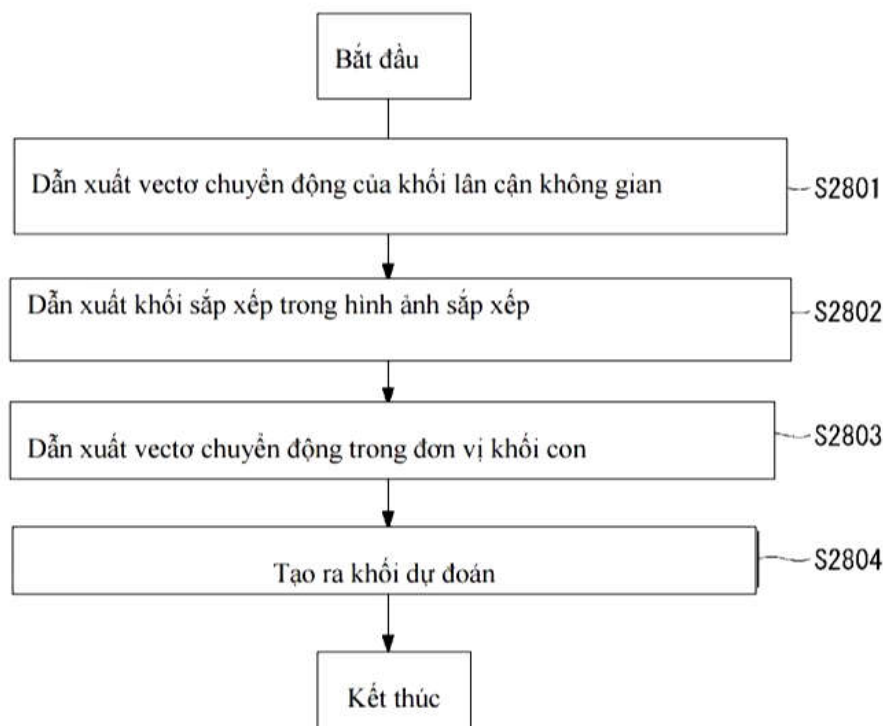 Bắt đầu
Dẫn xuất vectơ chuyển động của khối lân cận không gian
S2801
Dẫn xuất khối sắp xếp trong hình ảnh sắp xếp
S2802
Dẫn xuất vectơ chuyển động trong đơn vị khối con
S2803
Tạo ra khối dự đoán
S2804
Kết thúc